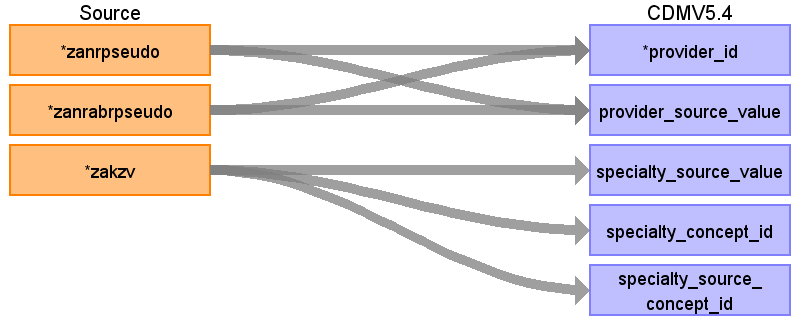 Source
CDMV5.4
*zanrpseudo
*provider_id
*zanrabrpseudo
provider_source_value
*zakzv
specialty_source_value
specialty_concept_id
specialty_source_
concept_id